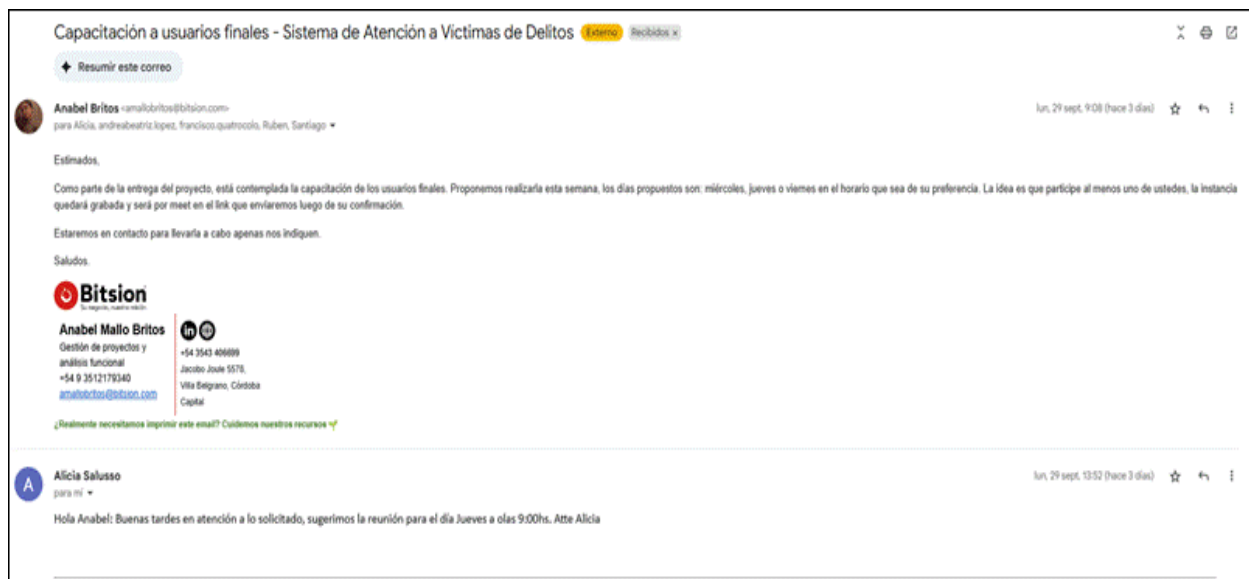 Capacitación a usuarios finales - Sistema de Atención a Victimas de Delitos Externo Recibidos x
Resumir este correo
Anabel Britos <amallobritos@bitsion.com>
lun, 29 sept, 9:08 (hace 3 días)
para Alicia, andreabeatriz.lopez, francisco.quatrocolo, Ruben, Santiago
Estimados,
Como parte de la entrega del proyecto, está contemplada la capacitación de los usuarios finales. Proponemos realizarla esta semana, los días propuestos son: miércoles, jueves o viernes en el horario que sea de su preferencia. La idea es que participe al menos uno de ustedes, la instancia
quedará grabada y será por meet en el link que enviaremos luego de su confirmación.
Estaremos en contacto para llevarla a cabo apenas nos indiquen.
Saludos.
Bitsion
Su negocio, nuestra misión.
Anabel Mallo Britos
Gestión de proyectos y
análisis funcional
+54 9 3512179340
amallobritos@bitsion.com
in
+54 3543 406699
Jacobo Joule 5578,
Villa Belgrano, Córdoba
Capital
¿Realmente necesitamos imprimir este email? Cuidemos nuestros recursos
A
Alicia Salusso
lun, 29 sept, 13:52 (hace 3 días)
para mí
Hola Anabel: Buenas tardes en atención a lo solicitado, sugerimos la reunión para el día Jueves a olas 9:00hs. Atte Alicia